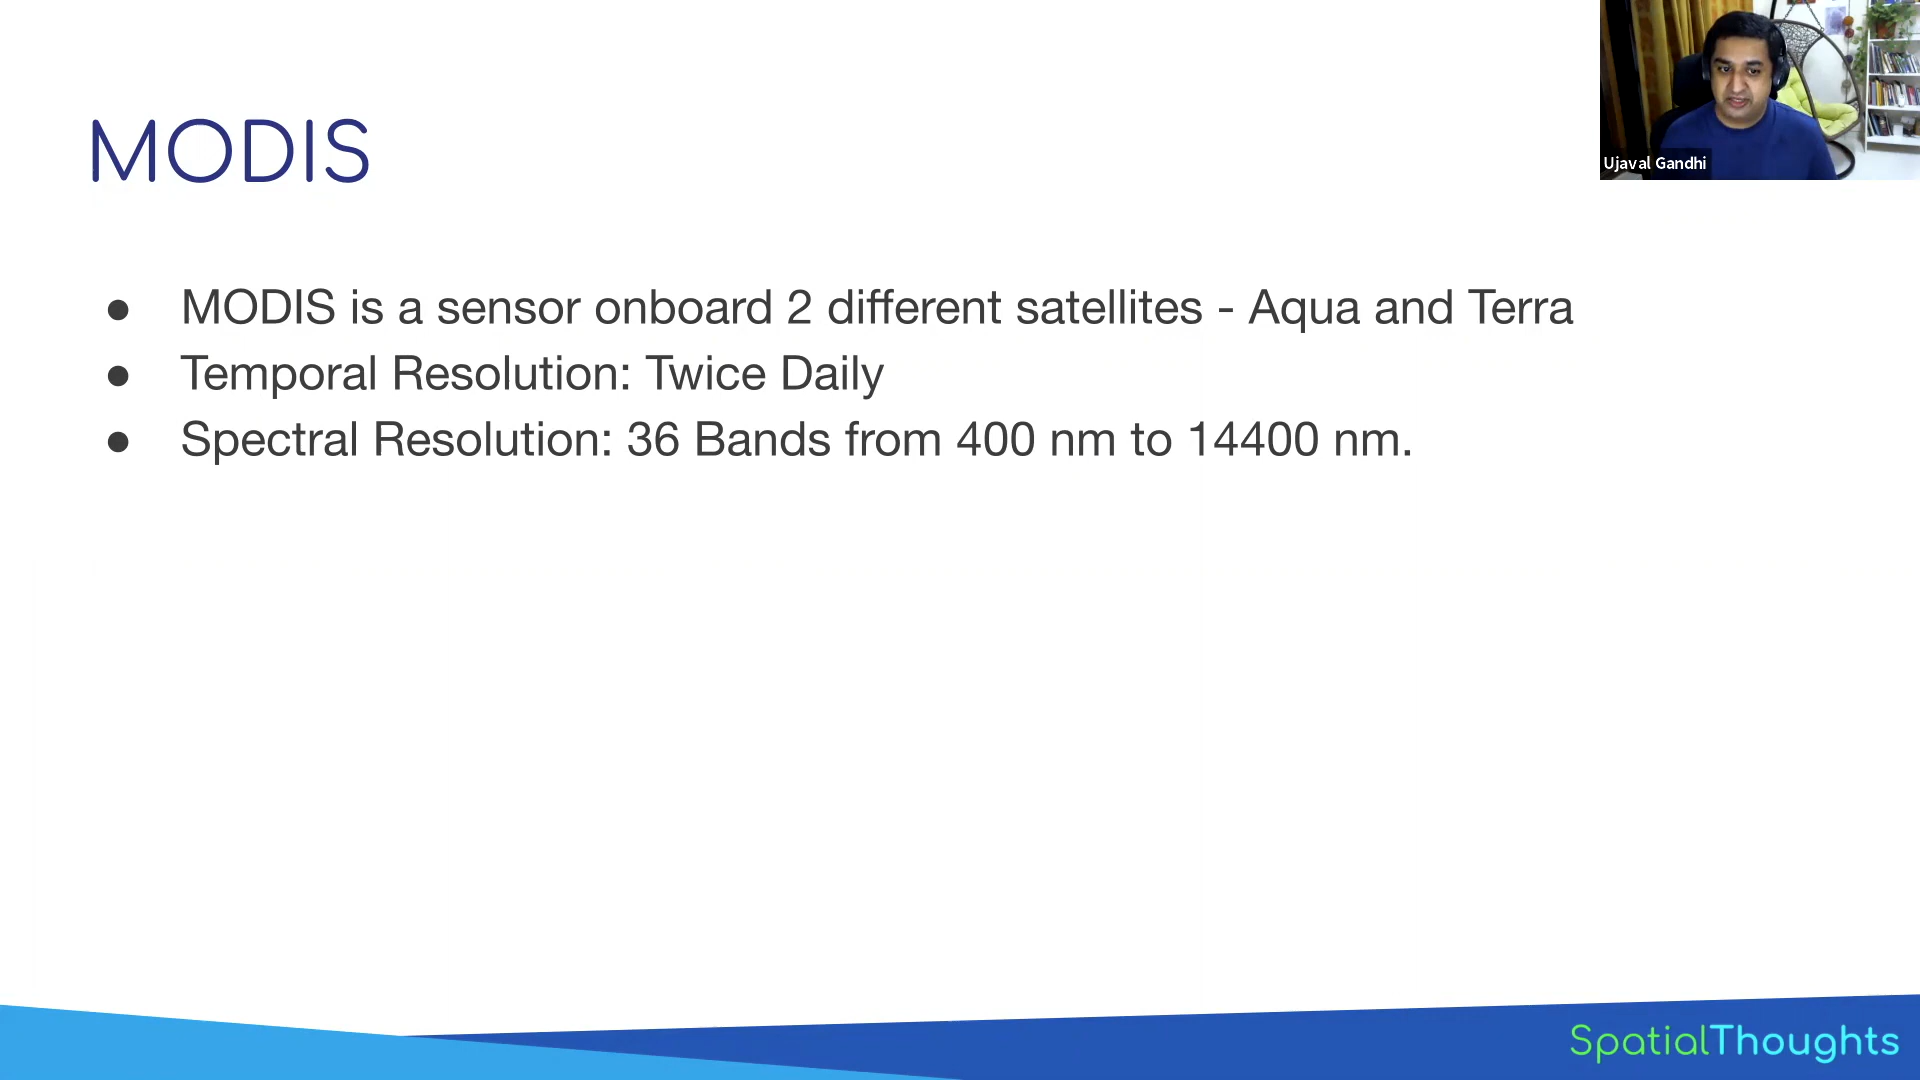 MODIS
Ujaval Gandhi
● MODIS is a sensor onboard 2 different satellites - Aqua and Terra
● Temporal Resolution: Twice Daily
● Spectral Resolution: 36 Bands from 400 nm to 14400 nm.
SpatialThoughts